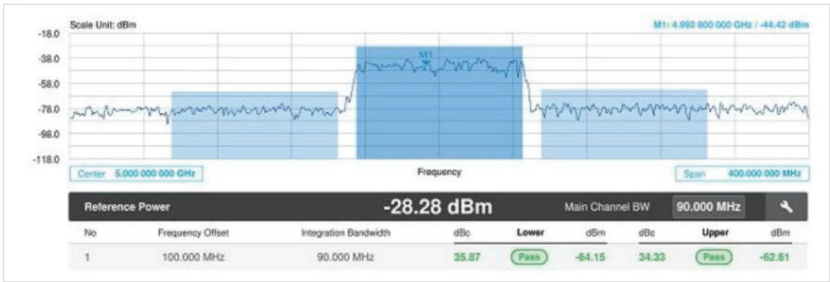 Scale Unit: dBm
M1: 4.992 800 000 GHz / -44.42 dBm
-18.0
-38.0
M1
-58.0
-78.0
-98.0
-118.0
Center 5.000 000 000 GHz
Frequency
Span 400.000 000 MHz
Reference Power -28.28 dBm Main Channel BW 90.000 MHz
No Frequency Offset Integration Bandwidth dBc Lower dBm dBc Upper dBm
1 100.000 MHz 90.000 MHz 35.87 Pass -64.15 34.33 Pass -62.61